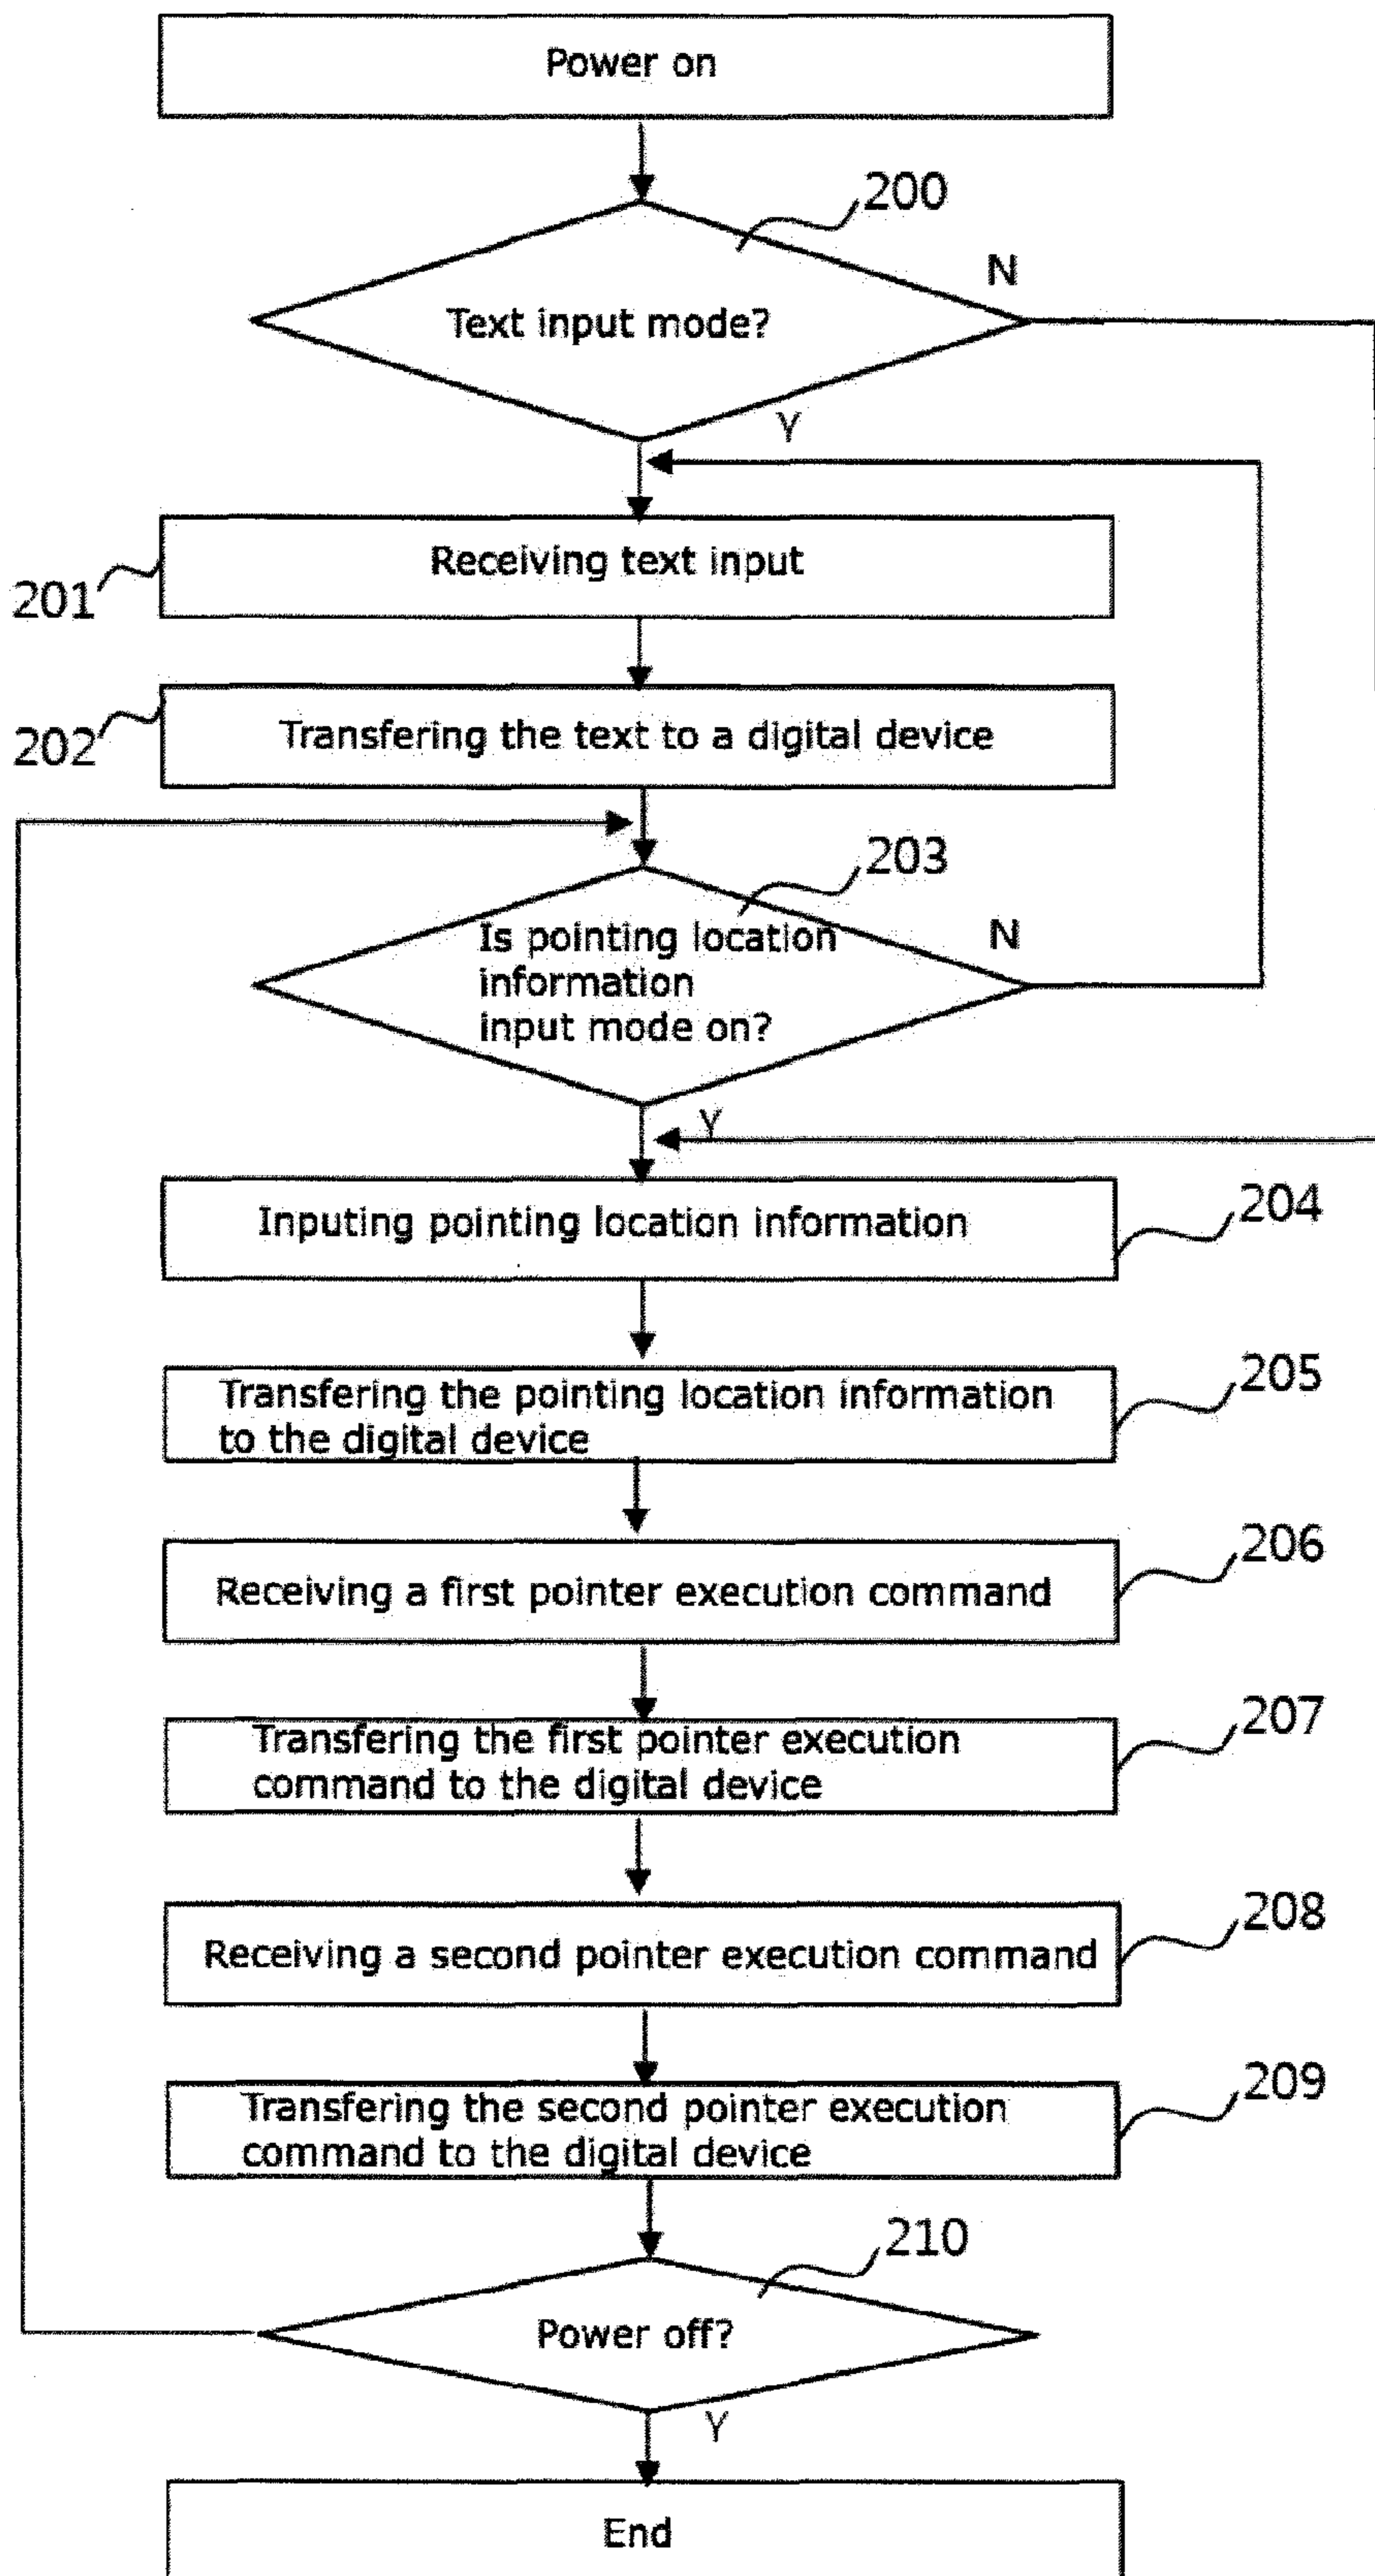 Power on
200
N
Text input mode?
Y
Receiving text input
201
Transfering the text to a digital device
202
203
Is pointing location
information
input mode on?
N
Y
Inputing pointing location information
204
Transfering the pointing location information
to the digital device
205
Receiving a first pointer execution command
206
Transfering the first pointer execution
command to the digital device
207
Receiving a second pointer execution command
208
Transfering the second pointer execution
command to the digital device
209
210
Power off?
Y
End